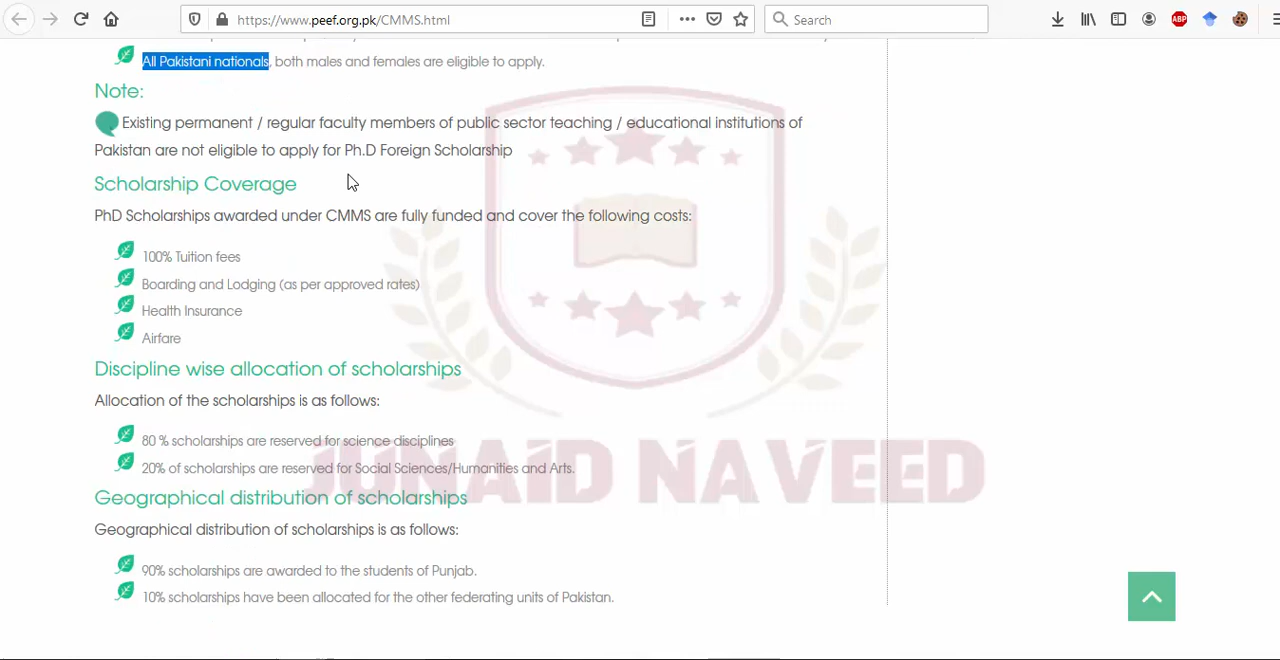 https://www.peef.org.pk/CMMS.html
Search
ABP
All Pakistani nationals, both males and females are eligible to apply.
Note:
Existing permanent / regular faculty members of public sector teaching / educational institutions of
Pakistan are not eligible to apply for Ph.D Foreign Scholarship
Scholarship Coverage
PhD Scholarships awarded under CMMS are fully funded and cover the following costs:
100% Tuition fees
Boarding and Lodging (as per approved rates)
Health Insurance
Airfare
Discipline wise allocation of scholarships
Allocation of the scholarships is as follows:
80 % scholarships are reserved for science disciplines
20% of scholarships are reserved for Social Sciences/Humanities and Arts.
JUNAID NAVEED
Geographical distribution of scholarships
Geographical distribution of scholarships is as follows:
90% scholarships are awarded to the students of Punjab.
10% scholarships have been allocated for the other federating units of Pakistan.